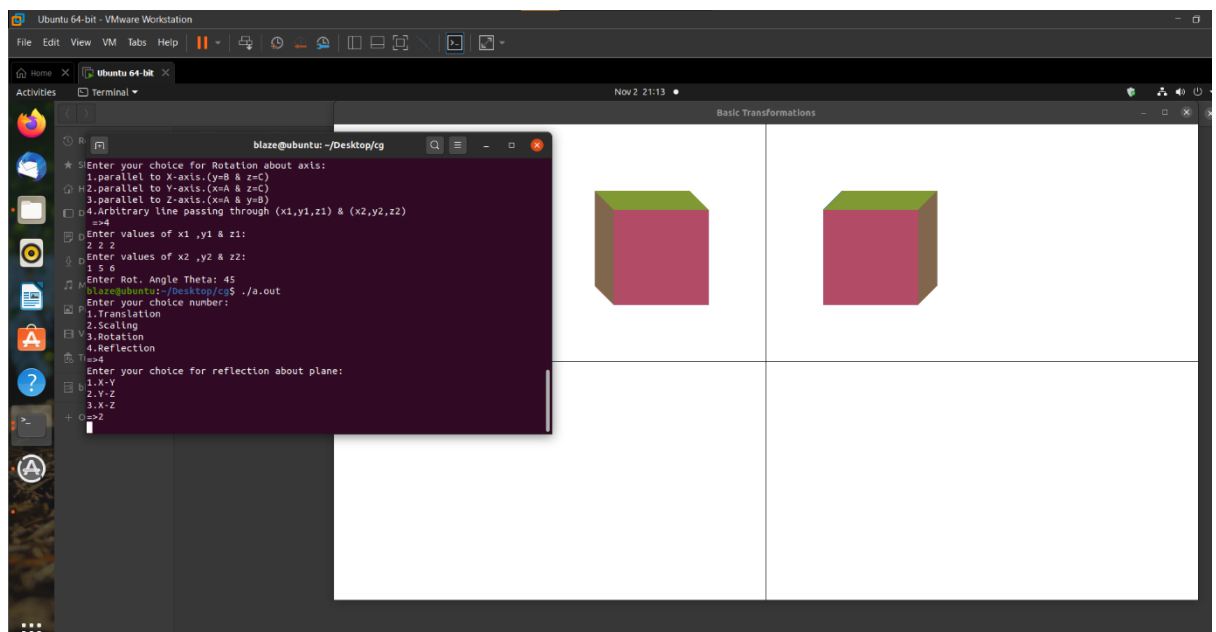 Ubuntu 64-bit - VMware Workstation
File Edit View VM Tabs Help
Home
Ubuntu 64-bit
Activities
Terminal
Nov 2 21:13
Basic Transformations
blaze@ubuntu: ~/Desktop/cg
Enter your choice for Rotation about axis:
1.parallel to X-axis.(y=B & z=C)
2.parallel to Y-axis.(x=A & z=C)
3.parallel to Z-axis.(x=A & y=B)
4.Arbitrary line passing through (x1,y1,z1) & (x2,y2,z2)
=>4
Enter values of x1 ,y1 & z1:
2 2 2
Enter values of x2 ,y2 & z2:
1 5 6
Enter Rot. Angle Theta: 45
blaze@ubuntu:~/Desktop/cg$ ./a.out
Enter your choice number:
1.Translation
2.Scaling
3.Rotation
4.Reflection
=>4
Enter your choice for reflection about plane:
1.X-Y
2.Y-Z
3.X-Z
=>2